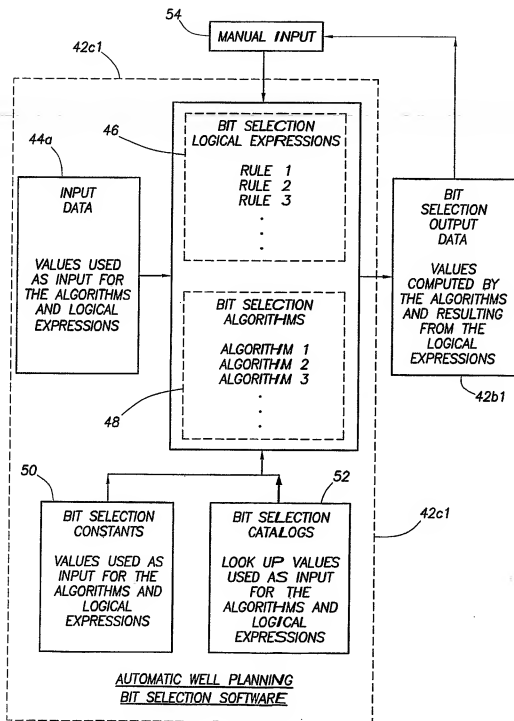 54
MANUAL INPUT
42c1
46
BIT SELECTION
LOGICAL EXPRESSIONS
RULE 1
RULE 2
RULE 3
.
.
.
44a
INPUT
DATA
VALUES USED
AS INPUT FOR
THE ALGORITHMS
AND LOGICAL
EXPRESSIONS
BIT
SELECTION
OUTPUT
DATA
VALUES
COMPUTED BY
THE ALGORITHMS
AND RESULTING
FROM THE
LOGICAL
EXPRESSIONS
42b1
BIT SELECTION
ALGORITHMS
ALGORITHM 1
ALGORITHM 2
ALGORITHM 3
.
.
.
48
50
BIT SELECTION
CONSTANTS
VALUES USED AS
INPUT FOR THE
ALGORITHMS AND
LOGICAL
EXPRESSIONS
52
BIT SELECTION
CATALOGS
LOOK UP VALUES
USED AS INPUT
FOR THE
ALGORITHMS AND
LOGICAL
EXPRESSIONS
42c1
AUTOMATIC WELL PLANNING
BIT SELECTION SOFTWARE